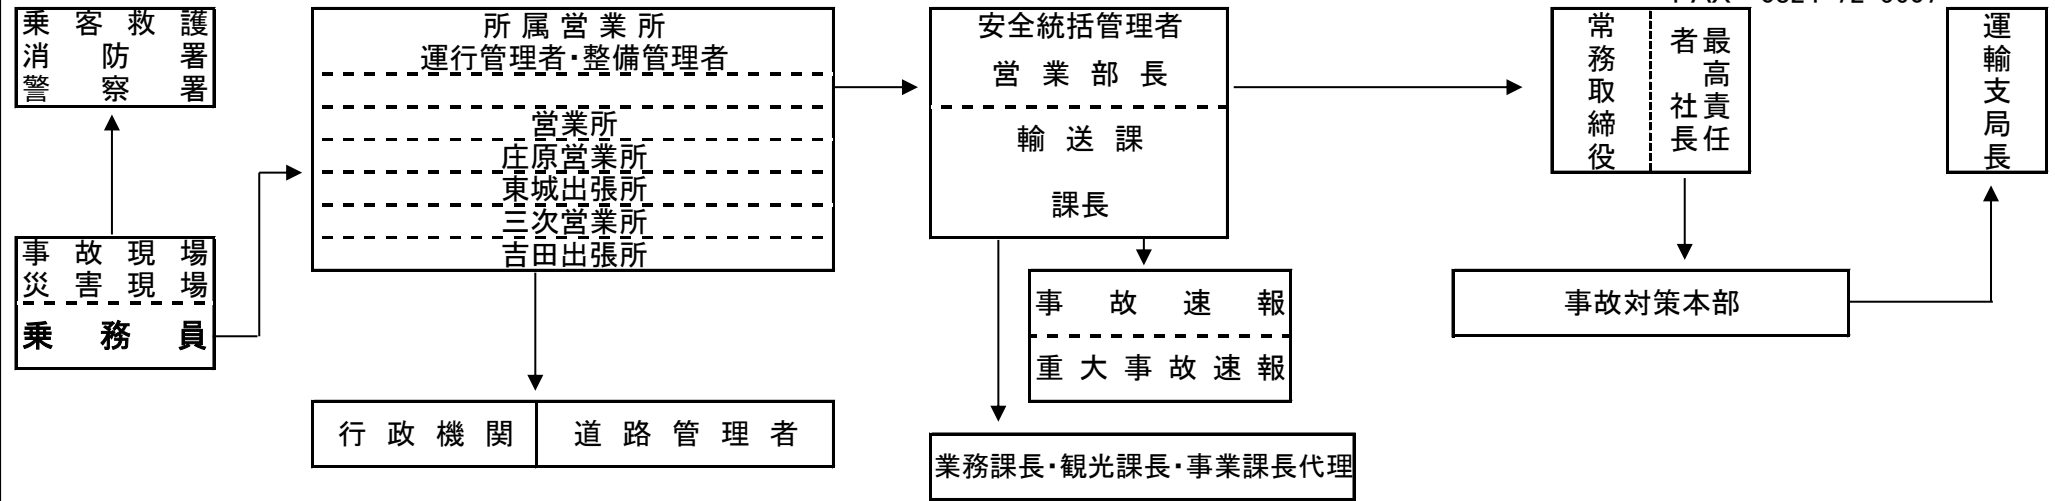 乗客救護
消防署
警察署
事故現場
災害現場
乗務員
所属営業所
運行管理者・整備管理者
営業所
庄原営業所
東城出張所
三次営業所
吉田出張所
行政機関
道路管理者
安全統括管理者
営業部長
輸送課
課長
事故速報
重大事故速報
業務課長・観光課長・事業課長代理
常務取締役
最高責任者
社長
事故対策本部
運輸支局長